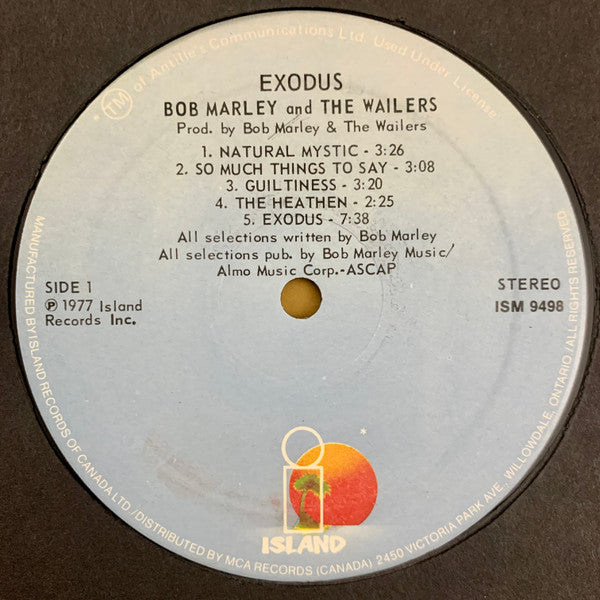 * TM of Antilles Communications Ltd. Used Under License
EXODUS
BOB MARLEY and THE WAILERS
Prod. by Bob Marley & The Wailers
1. NATURAL MYSTIC - 3:26
2. SO MUCH THINGS TO SAY - 3:08
3. GUILTINESS - 3:20
4. THE HEATHEN - 2:25
5. EXODUS - 7:38
All selections written by Bob Marley
All selections pub. by Bob Marley Music/
Almo Music Corp.-ASCAP
SIDE 1
℗ 1977 Island
Records Inc.
STEREO
ISM 9498
*
ISLAND
MANUFACTURED BY ISLAND RECORDS OF CANADA LTD/DISTRIBUTED BY MCA RECORDS (CANADA) 2450 VICTORIA PARK AVE., WILLOWDALE, ONTARIO/ALL RIGHTS RESERVED